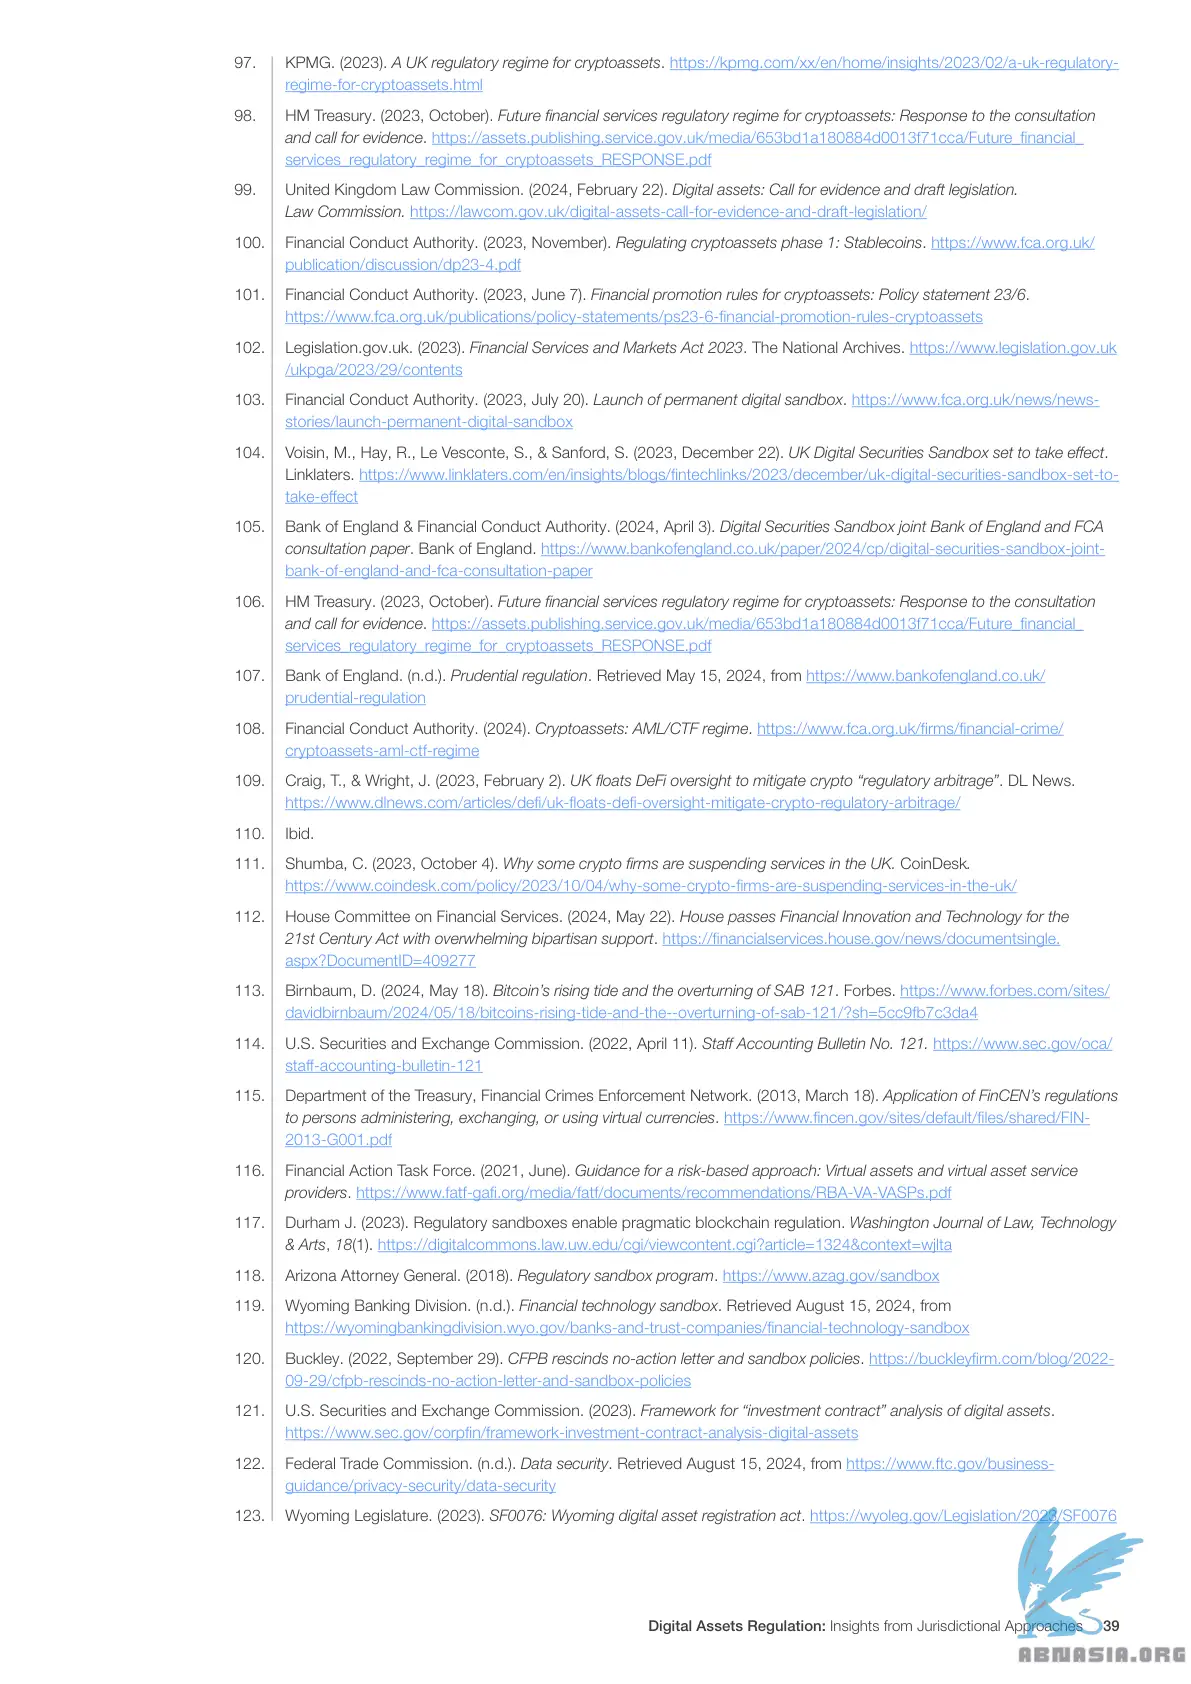 97. KPMG. (2023). A UK regulatory regime for cryptoassets. https://kpmg.com/xx/en/home/insights/2023/02/a-uk-regulatory-
regime-for-cryptoassets.html
98. HM Treasury. (2023, October). Future financial services regulatory regime for cryptoassets: Response to the consultation
and call for evidence. https://assets.publishing.service.gov.uk/media/653bd1a180884d0013f71cca/Future_financial_
services_regulatory_regime_for_cryptoassets_RESPONSE.pdf
99. United Kingdom Law Commission. (2024, February 22). Digital assets: Call for evidence and draft legislation.
Law Commission. https://lawcom.gov.uk/digital-assets-call-for-evidence-and-draft-legislation/
100. Financial Conduct Authority. (2023, November). Regulating cryptoassets phase 1: Stablecoins. https://www.fca.org.uk/
publication/discussion/dp23-4.pdf
101. Financial Conduct Authority. (2023, June 7). Financial promotion rules for cryptoassets: Policy statement 23/6.
https://www.fca.org.uk/publications/policy-statements/ps23-6-financial-promotion-rules-cryptoassets
102. Legislation.gov.uk. (2023). Financial Services and Markets Act 2023. The National Archives. https://www.legislation.gov.uk
/ukpga/2023/29/contents
103. Financial Conduct Authority. (2023, July 20). Launch of permanent digital sandbox. https://www.fca.org.uk/news/news-
stories/launch-permanent-digital-sandbox
104. Voisin, M., Hay, R., Le Vesconte, S., & Sanford, S. (2023, December 22). UK Digital Securities Sandbox set to take effect.
Linklaters. https://www.linklaters.com/en/insights/blogs/fintechlinks/2023/december/uk-digital-securities-sandbox-set-to-
take-effect
105. Bank of England & Financial Conduct Authority. (2024, April 3). Digital Securities Sandbox joint Bank of England and FCA
consultation paper. Bank of England. https://www.bankofengland.co.uk/paper/2024/cp/digital-securities-sandbox-joint-
bank-of-england-and-fca-consultation-paper
106. HM Treasury. (2023, October). Future financial services regulatory regime for cryptoassets: Response to the consultation
and call for evidence. https://assets.publishing.service.gov.uk/media/653bd1a180884d0013f71cca/Future_financial_
services_regulatory_regime_for_cryptoassets_RESPONSE.pdf
107. Bank of England. (n.d.). Prudential regulation. Retrieved May 15, 2024, from https://www.bankofengland.co.uk/
prudential-regulation
108. Financial Conduct Authority. (2024). Cryptoassets: AML/CTF regime. https://www.fca.org.uk/firms/financial-crime/
cryptoassets-aml-ctf-regime
109. Craig, T., & Wright, J. (2023, February 2). UK floats DeFi oversight to mitigate crypto “regulatory arbitrage”. DL News.
https://www.dlnews.com/articles/defi/uk-floats-defi-oversight-mitigate-crypto-regulatory-arbitrage/
110. Ibid.
111. Shumba, C. (2023, October 4). Why some crypto firms are suspending services in the UK. CoinDesk.
https://www.coindesk.com/policy/2023/10/04/why-some-crypto-firms-are-suspending-services-in-the-uk/
112. House Committee on Financial Services. (2024, May 22). House passes Financial Innovation and Technology for the
21st Century Act with overwhelming bipartisan support. https://financialservices.house.gov/news/documentsingle.
aspx?DocumentID=409277
113. Birnbaum, D. (2024, May 18). Bitcoin’s rising tide and the overturning of SAB 121. Forbes. https://www.forbes.com/sites/
davidbirnbaum/2024/05/18/bitcoins-rising-tide-and-the--overturning-of-sab-121/?sh=5cc9fb7c3da4
114. U.S. Securities and Exchange Commission. (2022, April 11). Staff Accounting Bulletin No. 121. https://www.sec.gov/oca/
staff-accounting-bulletin-121
115. Department of the Treasury, Financial Crimes Enforcement Network. (2013, March 18). Application of FinCEN’s regulations
to persons administering, exchanging, or using virtual currencies. https://www.fincen.gov/sites/default/files/shared/FIN-
2013-G001.pdf
116. Financial Action Task Force. (2021, June). Guidance for a risk-based approach: Virtual assets and virtual asset service
providers. https://www.fatf-gafi.org/media/fatf/documents/recommendations/RBA-VA-VASPs.pdf
117. Durham J. (2023). Regulatory sandboxes enable pragmatic blockchain regulation. Washington Journal of Law, Technology
& Arts, 18(1). https://digitalcommons.law.uw.edu/cgi/viewcontent.cgi?article=1324&context=wjlta
118. Arizona Attorney General. (2018). Regulatory sandbox program. https://www.azag.gov/sandbox
119. Wyoming Banking Division. (n.d.). Financial technology sandbox. Retrieved August 15, 2024, from
https://wyomingbankingdivision.wyo.gov/banks-and-trust-companies/financial-technology-sandbox
120. Buckley. (2022, September 29). CFPB rescinds no-action letter and sandbox policies. https://buckleyfirm.com/blog/2022-
09-29/cfpb-rescinds-no-action-letter-and-sandbox-policies
121. U.S. Securities and Exchange Commission. (2023). Framework for “investment contract” analysis of digital assets.
https://www.sec.gov/corpfin/framework-investment-contract-analysis-digital-assets
122. Federal Trade Commission. (n.d.). Data security. Retrieved August 15, 2024, from https://www.ftc.gov/business-
guidance/privacy-security/data-security
123. Wyoming Legislature. (2023). SF0076: Wyoming digital asset registration act. https://wyoleg.gov/Legislation/2023/SF0076
Digital Assets Regulation: Insights from Jurisdictional Approaches 39
ABNASIA.ORG